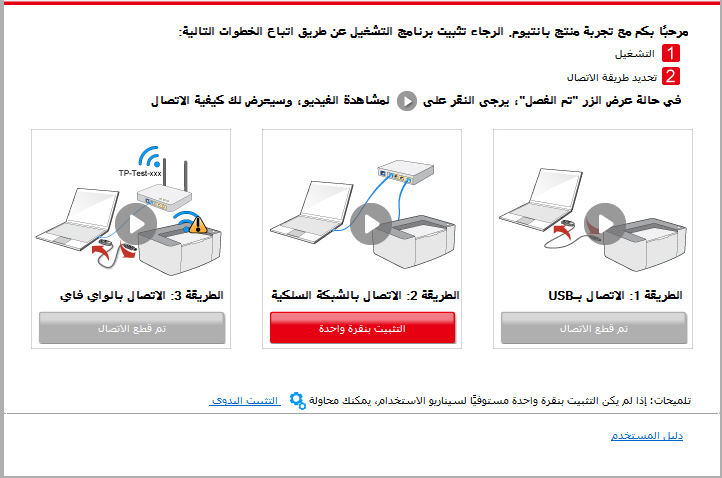 مرحبًا بكم مع تجربة منتج بانتيوم. الرجاء تثبيت برنامج التشغيل عن طريق اتباع الخطوات التالية:
1 التشغيل
2 تحديد طريقة الاتصال
في حالة عرض الزر "تم الفصل"، يرجى النقر على لمشاهدة الفيديو، وسيعرض لك كيفية الاتصال
الطريقة 1: الاتصال بـUSB
تم قطع الاتصال
الطريقة 2: الاتصال بالشبكة السلكية
التثبيت بنقرة واحدة
TP-Test-xxx
الطريقة 3: الاتصال بالواي فاي
تم قطع الاتصال
تلميحات: إذا لم يكن التثبيت بنقرة واحدة مستوفيًا لسيناريو الاستخدام، يمكنك محاولة التثبيت اليدوي
دليل المستخدم